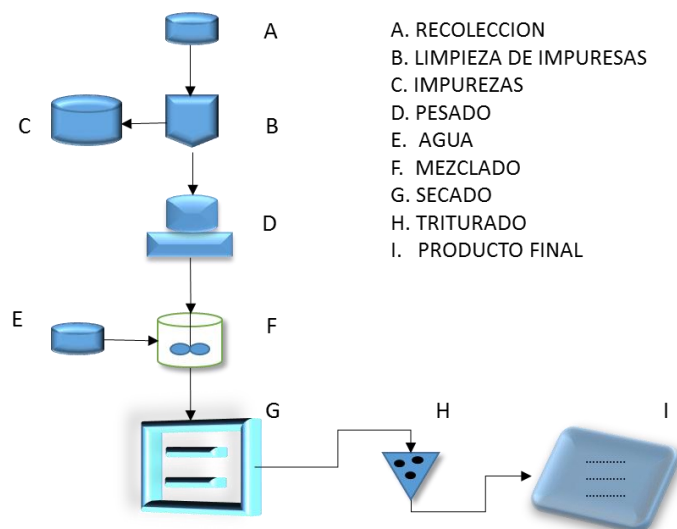 A
B
C
D
E
F
G
H
I
A. RECOLECCION
B. LIMPIEZA DE IMPURESAS
C. IMPUREZAS
D. PESADO
E. AGUA
F. MEZCLADO
G. SECADO
H. TRITURADO
I. PRODUCTO FINAL